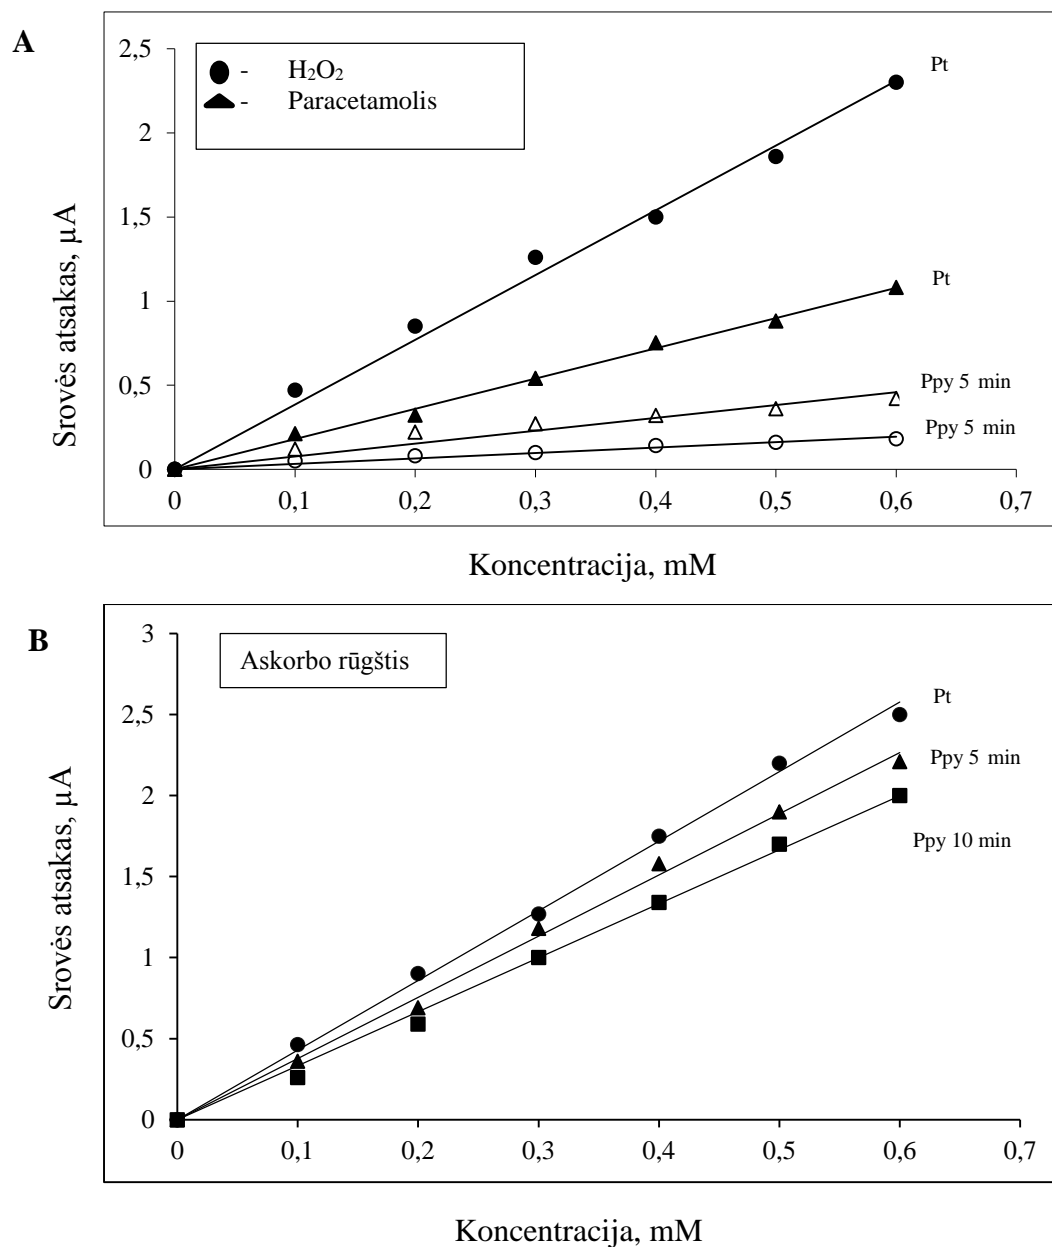 A
2,5
2
1,5
1
0,5
0
Srovės atsakas, µA
- H₂O₂
- Paracetamolis
Pt
Pt
Ppy 5 min
Ppy 5 min
0 0,1 0,2 0,3 0,4 0,5 0,6 0,7
Koncentracija, mM
B
3
2,5
2
1,5
1
0,5
0
Srovės atsakas, µA
Askorbo rūgštis
Pt
Ppy 5 min
Ppy 10 min
0 0,1 0,2 0,3 0,4 0,5 0,6 0,7
Koncentracija, mM